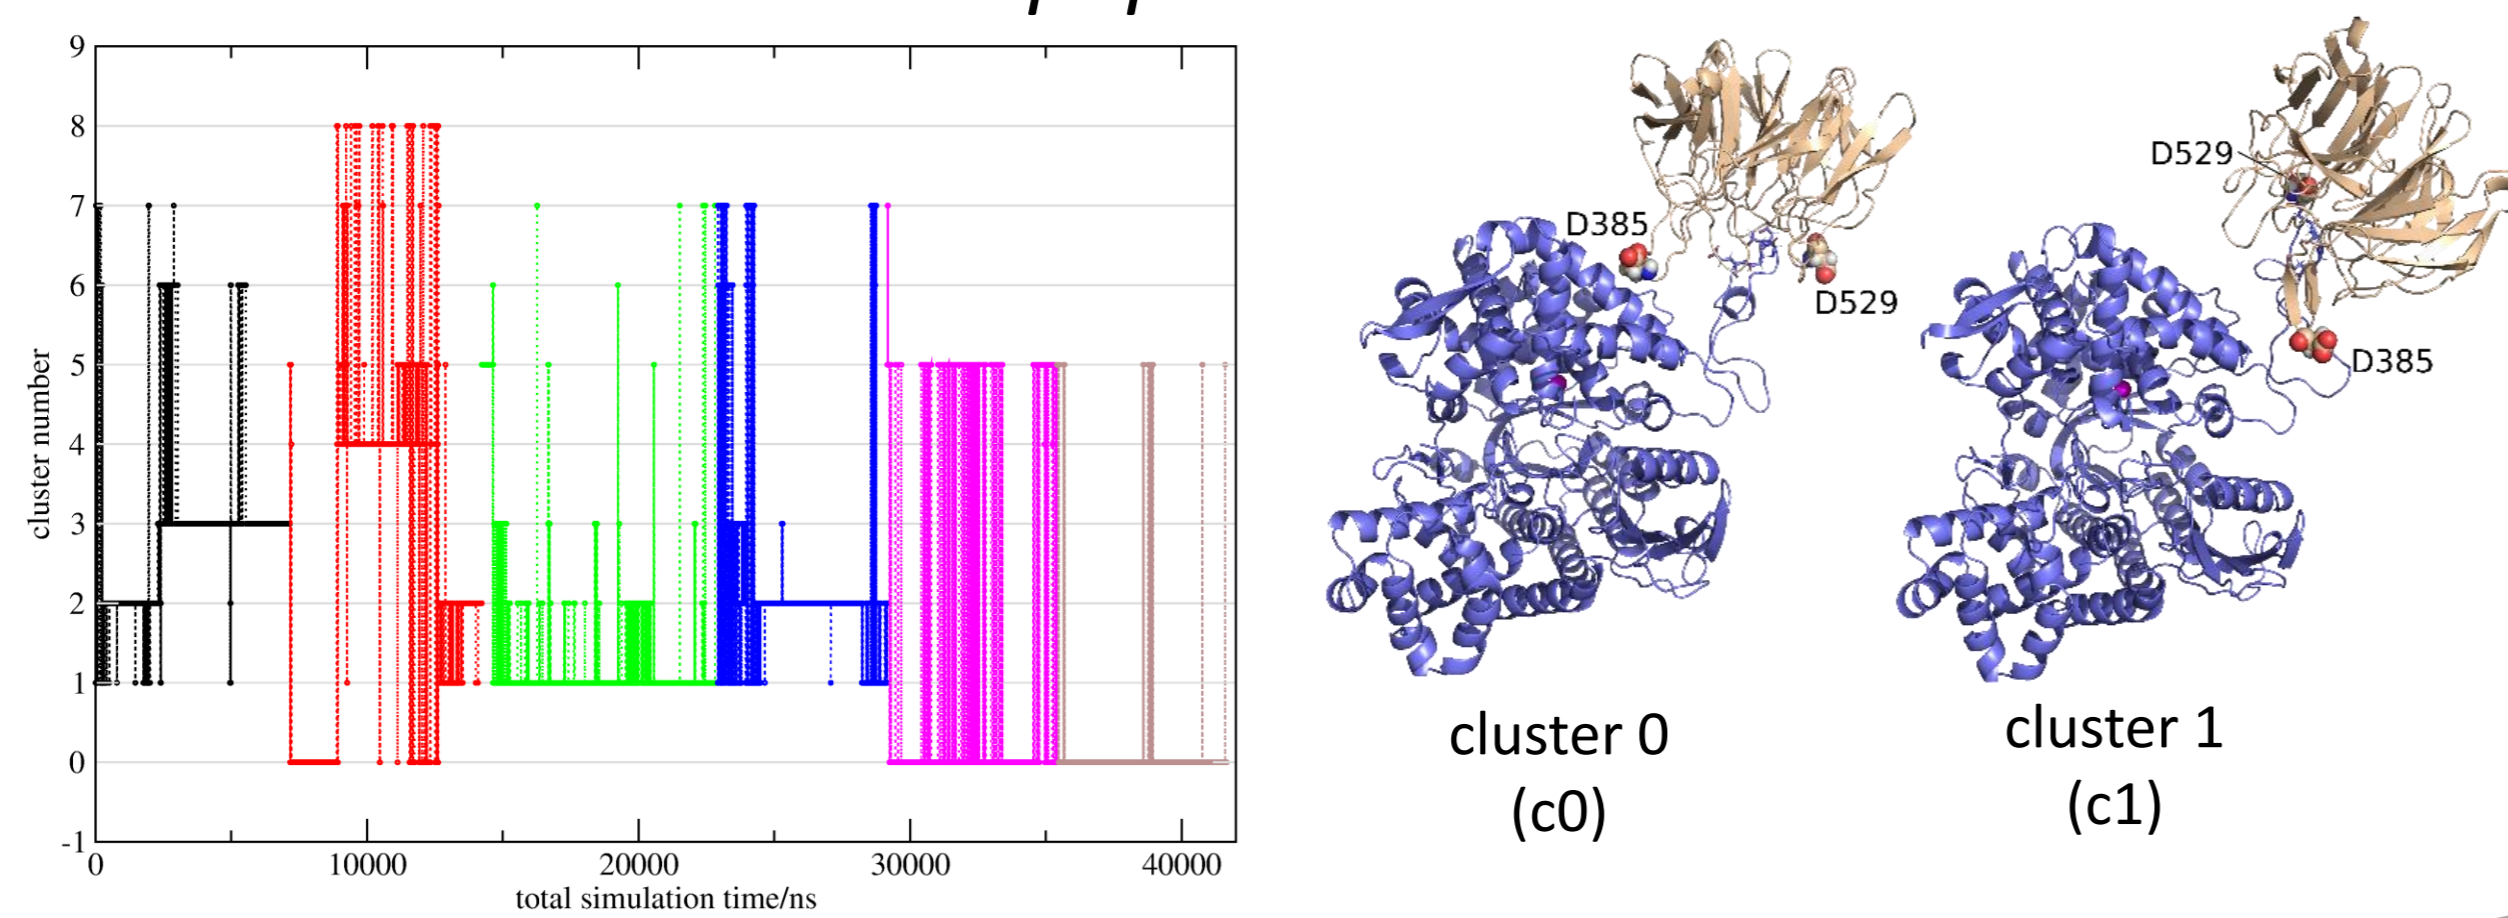 9
8
7
6
5
4
3
2
1
0
-1
cluster number
0 10000 20000 30000 40000
total simulation time/ns
D385
D529
cluster 0
(c0)
D529
D385
cluster 1
(c1)